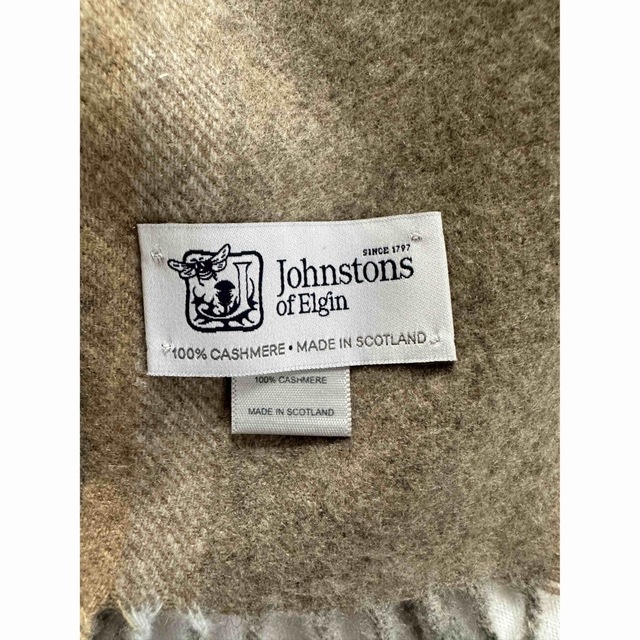 SINCE 1797
Johnstons
of Elgin
100% CASHMERE • MADE IN SCOTLAND
100% CASHMERE
MADE IN SCOTLAND